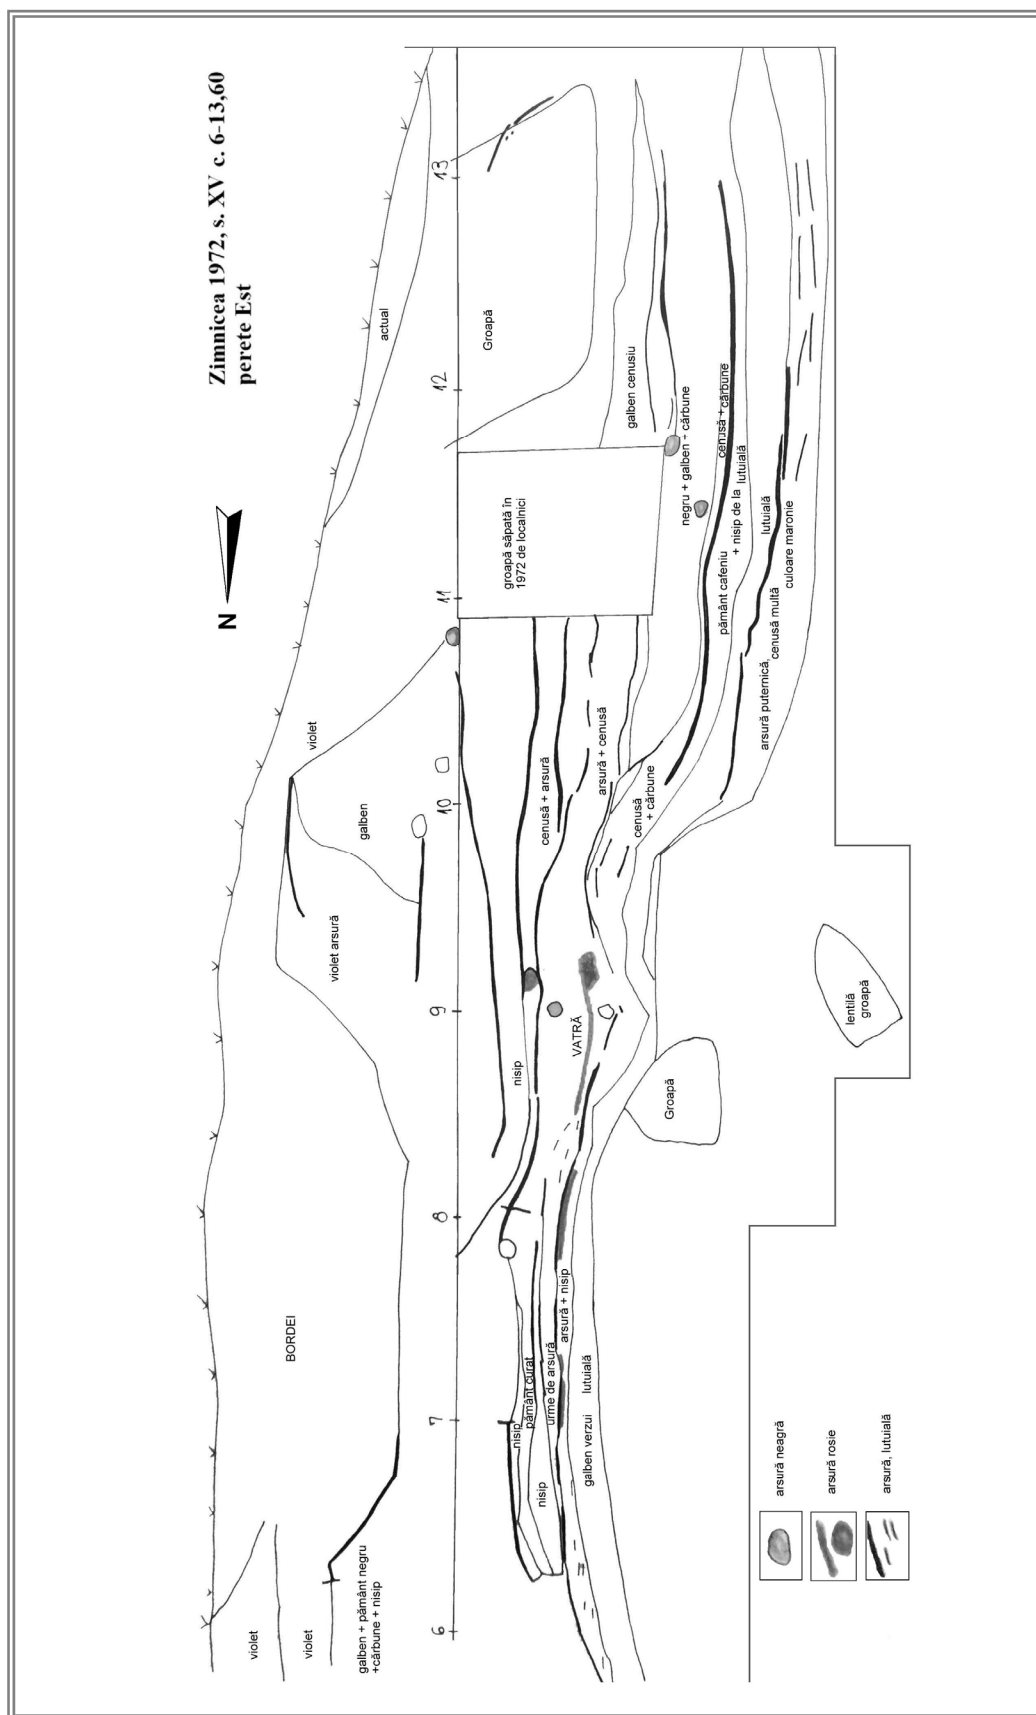 Zimnicea 1972, s. XV c. 6-13,60
perete Est
N
actual
violet
galben
violet arsură
BORDEI
violet
violet
galben + pământ negru
+cărbune + nisip
6
7
8
9
10
11
12
13
Groapă
groapă săpată în
1972 de localnici
galben cenusiu
negru + galben + cărbune
cenusă + cărbune
pământ cafeniu
+ nisip de la
lutuială
lutuială
culoare maronie
cenusă multă
arsură puternică,
cenusă + arsură
arsură + cenusă
cenusă
+ cărbune
nisip
VATRĂ
Groapă
lentilă
groapă
nisip
pământ curat
nisip
urme de arsură
arsură + nisip
lutuială
galben verzui
arsură neagră
arsură rosie
arsură, lutuială